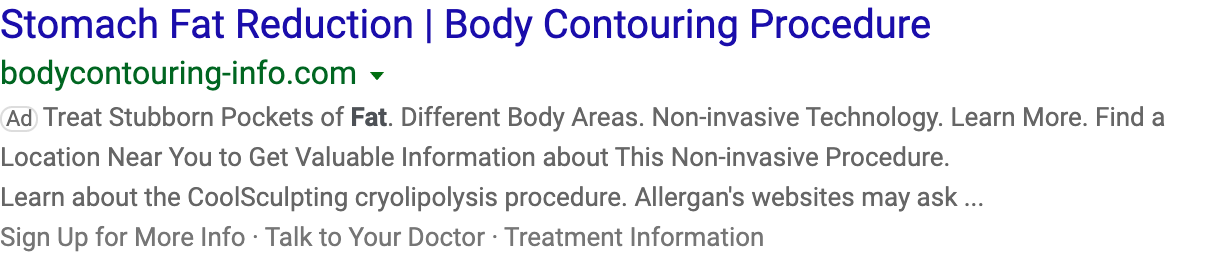 Stomach Fat Reduction | Body Contouring Procedure
bodycontouring-info.com
Ad Treat Stubborn Pockets of Fat. Different Body Areas. Non-invasive Technology. Learn More. Find a
Location Near You to Get Valuable Information about This Non-invasive Procedure.
Learn about the CoolSculpting cryolipolysis procedure. Allergan's websites may ask ...
Sign Up for More Info · Talk to Your Doctor · Treatment Information